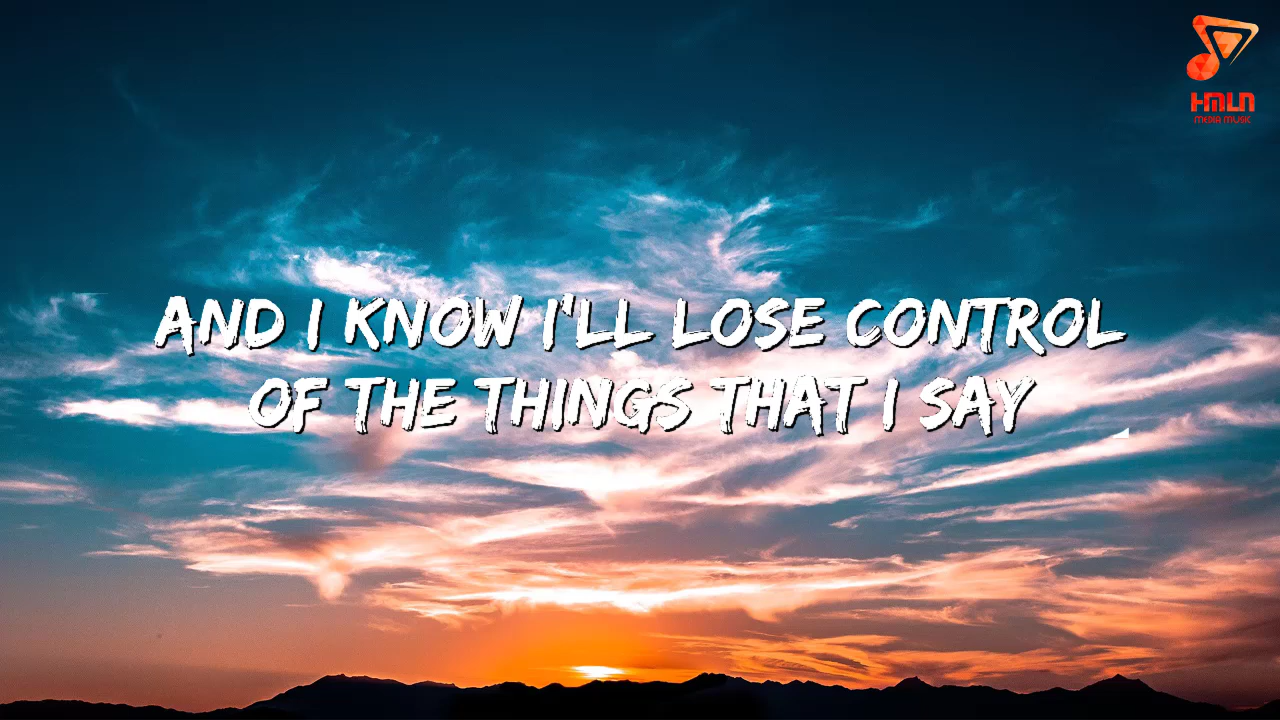 HMLN
MEDIA MUSIC
AND I KNOW I'LL LOSE CONTROL
OF THE THINGS THAT I SAY